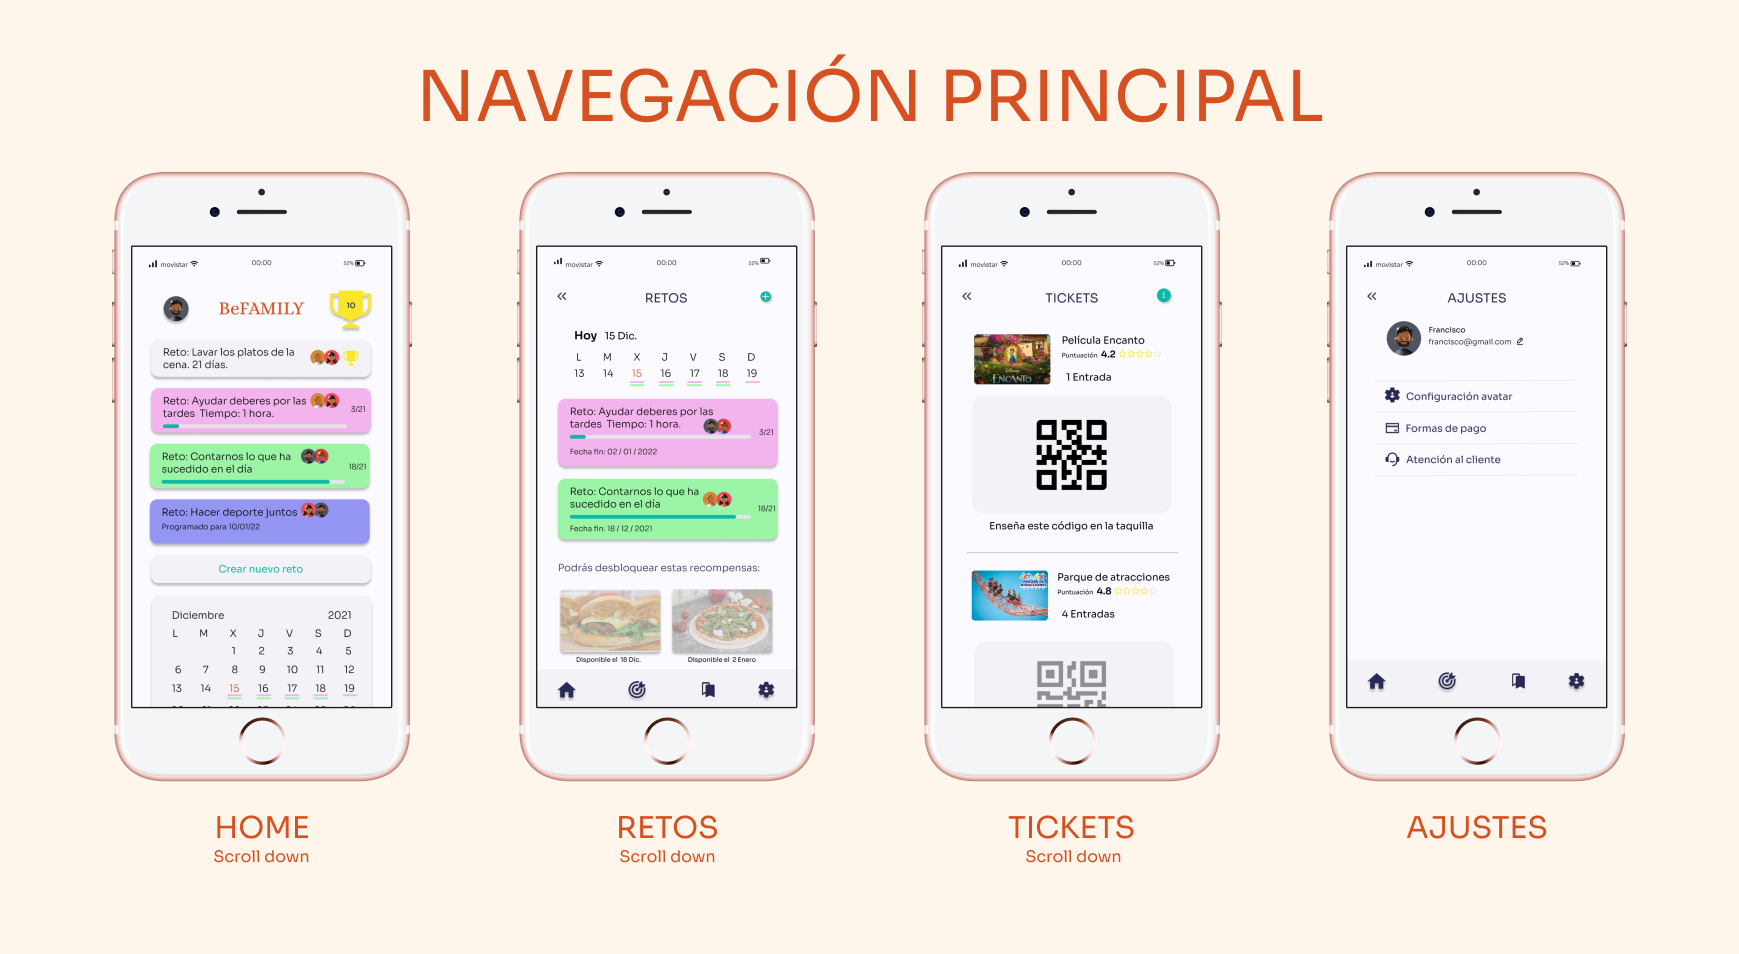 NAVEGACIÓN PRINCIPAL
movistar
00:00
52%
BeFAMILY
10
Reto: Lavar los platos de la
cena. 21 días.
Reto: Ayudar deberes por las
tardes Tiempo: 1 hora.
3/21
Reto: Contarnos lo que ha
sucedido en el día
18/21
Reto: Hacer deporte juntos
Programado para 10/01/22
Crear nuevo reto
Diciembre 2021
L M X J V S D
1 2 3 4 5
6 7 8 9 10 11 12
13 14 15 16 17 18 19
HOME
Scroll down
movistar
00:00
52%
RETOS
Hoy 15 Dic.
L M X J V S D
13 14 15 16 17 18 19
Reto: Ayudar deberes por las
tardes Tiempo: 1 hora.
3/21
Fecha fin: 02 / 01 / 2022
Reto: Contarnos lo que ha
sucedido en el día
18/21
Fecha fin: 18 / 12 / 2021
Podrás desbloquear estas recompensas:
Disponible el 18 Dic.
Disponible el 2 Enero
RETOS
Scroll down
movistar
00:00
52%
TICKETS
i
Disney
ENCANTO
Película Encanto
Puntuación 4.2
1 Entrada
Enseña este código en la taquilla
PARQUE DE
ATRACCIONES
Parque de atracciones
Puntuación 4.8
4 Entradas
TICKETS
Scroll down
movistar
00:00
52%
AJUSTES
Francisco
francisco@gmail.com
Configuración avatar
Formas de pago
Atención al cliente
AJUSTES